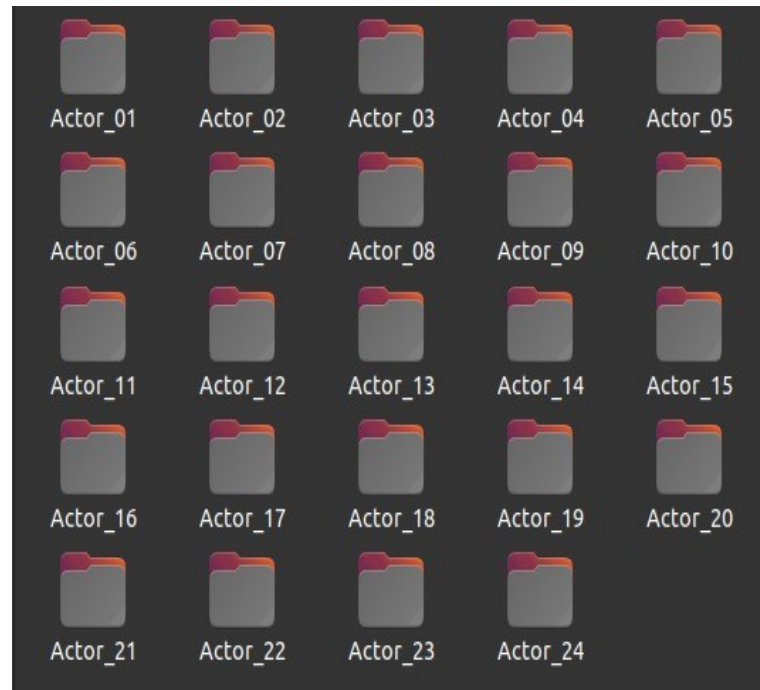 Actor_01 Actor_02 Actor_03 Actor_04 Actor_05
Actor_06 Actor_07 Actor_08 Actor_09 Actor_10
Actor_11 Actor_12 Actor_13 Actor_14 Actor_15
Actor_16 Actor_17 Actor_18 Actor_19 Actor_20
Actor_21 Actor_22 Actor_23 Actor_24